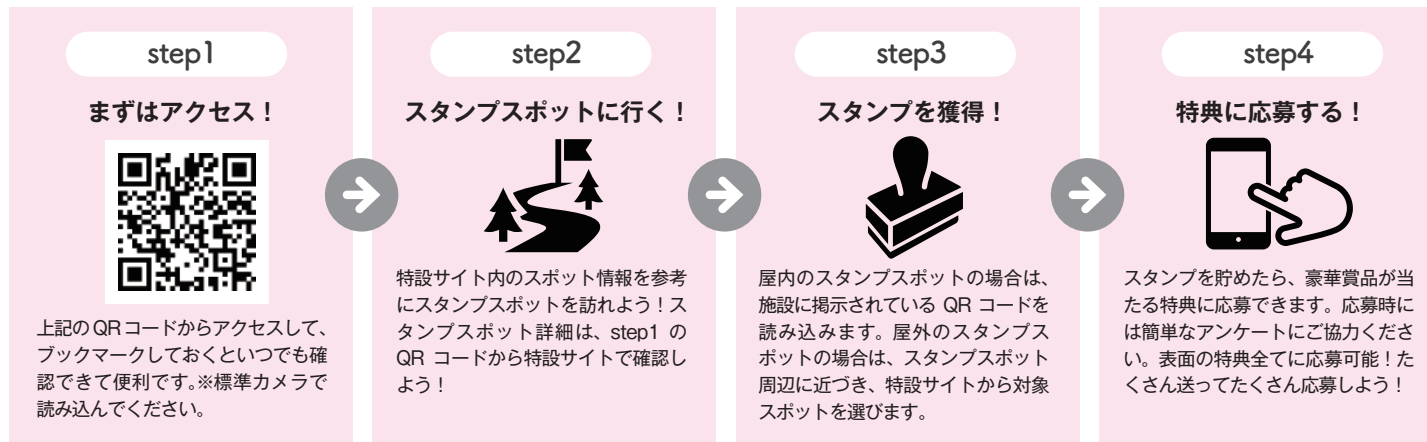 step1
まずはアクセス！
上記のQRコードからアクセスして、
ブックマークしておくといつでも確
認できて便利です。※標準カメラで
読み込んでください。
step2
スタンプスポットに行く！
特設サイト内のスポット情報を参考
にスタンプスポットを訪れよう！ス
タンプスポット詳細は、step1 の
QR コードから特設サイトで確認し
よう！
step3
スタンプを獲得！
屋内のスタンプスポットの場合は、
施設に掲示されている QR コードを
読み込みます。屋外のスタンプス
ポットの場合は、スタンプスポット
周辺に近づき、特設サイトから対象
スポットを選びます。
step4
特典に応募する！
スタンプを貯めたら、豪華賞品が当
たる特典に応募できます。応募時に
は簡単なアンケートにご協力くださ
い。表面の特典全てに応募可能！た
くさん送ってたくさん応募しよう！